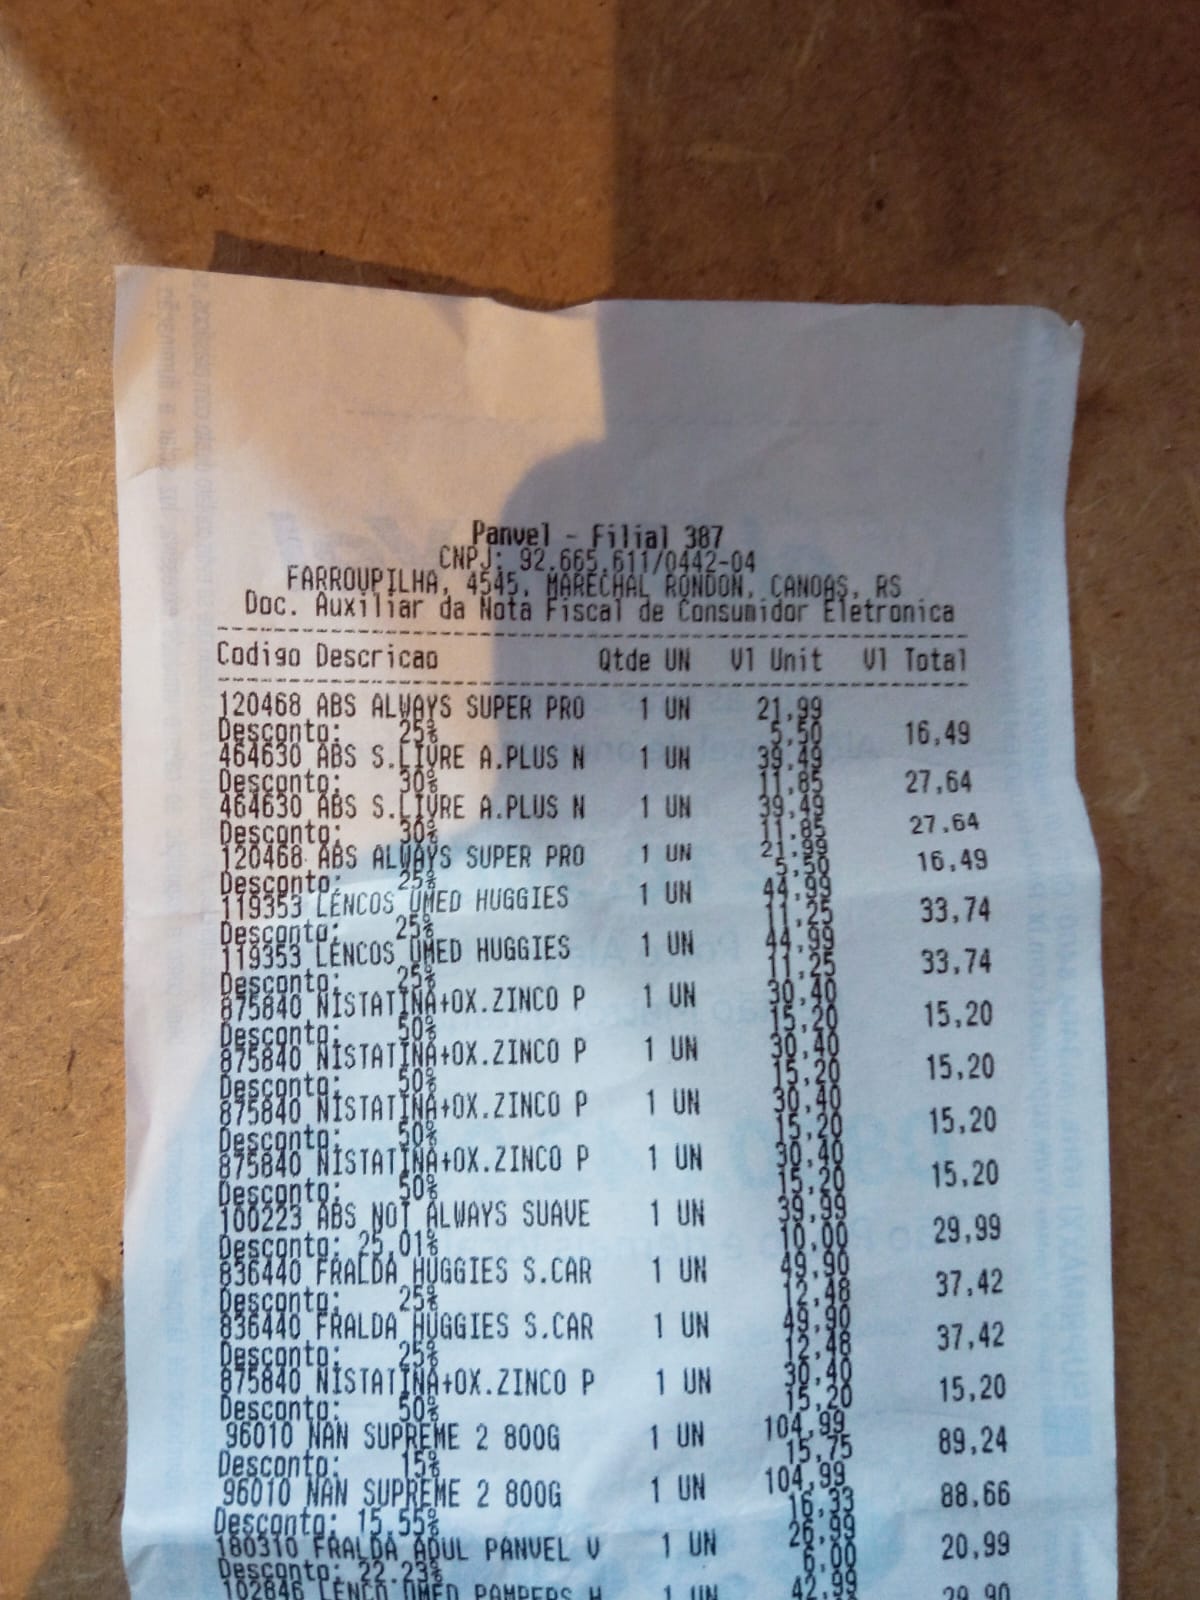 Panvel - Filial 387
CNPJ: 92.665.611/0442-04
FARROUPILHA, 4545, MARECHAL RONDON, CANOAS, RS
Doc. Auxiliar da Nota Fiscal de Consumidor Eletronica
Codigo Descricao Qtde UN Vl Unit Vl Total
120468 ABS ALWAYS SUPER PRO 1 UN 21,99
Desconto: 25% 5,50 16,49
464630 ABS S.LIVRE A.PLUS N 1 UN 39,49
Desconto: 30% 11,85 27,64
464630 ABS S.LIVRE A.PLUS N 1 UN 39,49
Desconto: 30% 11,85 27,64
120468 ABS ALWAYS SUPER PRO 1 UN 21,99
Desconto: 25% 5,50 16,49
119353 LENCOS UMED HUGGIES 1 UN 44,99
Desconto: 25% 11,25 33,74
119353 LENCOS UMED HUGGIES 1 UN 44,99
Desconto: 25% 11,25 33,74
875840 NISTATINA+OX.ZINCO P 1 UN 30,40
Desconto: 50% 15,20 15,20
875840 NISTATINA+OX.ZINCO P 1 UN 30,40
Desconto: 50% 15,20 15,20
875840 NISTATINA+OX.ZINCO P 1 UN 30,40
Desconto: 50% 15,20 15,20
875840 NISTATINA+OX.ZINCO P 1 UN 30,40
Desconto: 50% 15,20 15,20
100223 ABS NOT ALWAYS SUAVE 1 UN 39,99
Desconto: 25,01% 10,00 29,99
836440 FRALDA HUGGIES S.CAR 1 UN 49,90
Desconto: 25% 12,48 37,42
836440 FRALDA HUGGIES S.CAR 1 UN 49,90
Desconto: 25% 12,48 37,42
875840 NISTATINA+OX.ZINCO P 1 UN 30,40
Desconto: 50% 15,20 15,20
96010 NAN SUPREME 2 800G 1 UN 104,99
Desconto: 15% 15,75 89,24
96010 NAN SUPREME 2 800G 1 UN 104,99
Desconto: 15,55% 16,33 88,66
180310 FRALDA ADUL PANVEL V 1 UN 26,99
Desconto: 22,23% 6,00 20,99
102846 LENCO UMED PAMPERS H 1 UN 42,99
29,90